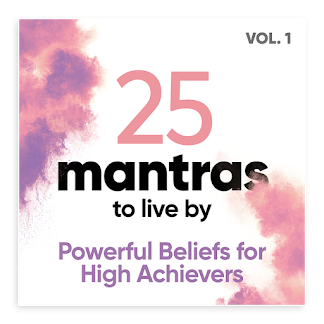 VOL. 1
25
mantras
to live by
Powerful Beliefs for
High Achievers